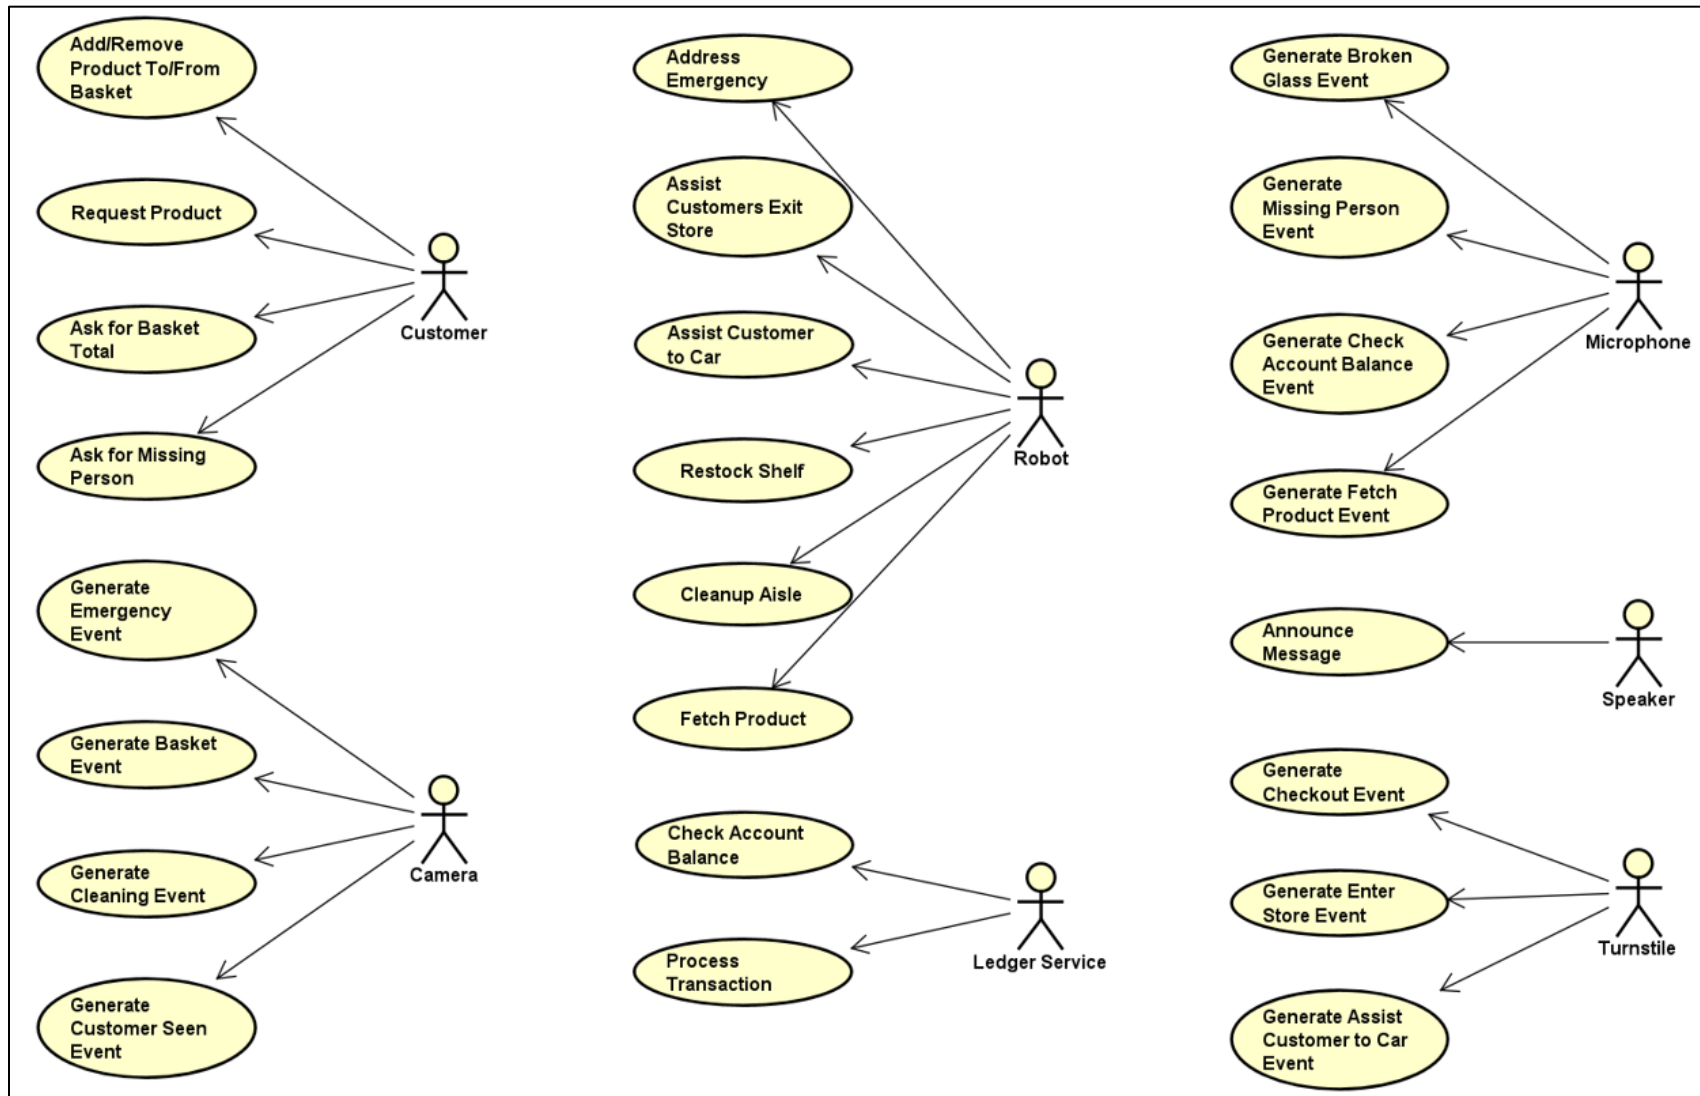 Add/Remove
Product To/From
Basket
Request Product
Ask for Basket
Total
Ask for Missing
Person
Customer
Generate
Emergency
Event
Generate Basket
Event
Generate
Cleaning Event
Generate
Customer Seen
Event
Camera
Address
Emergency
Assist
Customers Exit
Store
Assist Customer
to Car
Restock Shelf
Cleanup Aisle
Fetch Product
Robot
Check Account
Balance
Process
Transaction
Ledger Service
Generate Broken
Glass Event
Generate
Missing Person
Event
Generate Check
Account Balance
Event
Generate Fetch
Product Event
Microphone
Announce
Message
Speaker
Generate
Checkout Event
Generate Enter
Store Event
Generate Assist
Customer to Car
Event
Turnstile